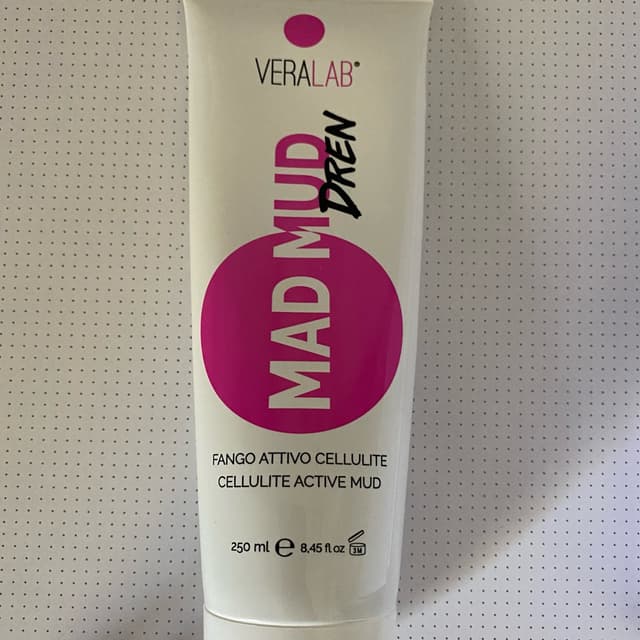 VERALAB®
MAD MUD
DREN
FANGO ATTIVO CELLULITE
CELLULITE ACTIVE MUD
250 ml ℮ 8,45 fl oz 3M